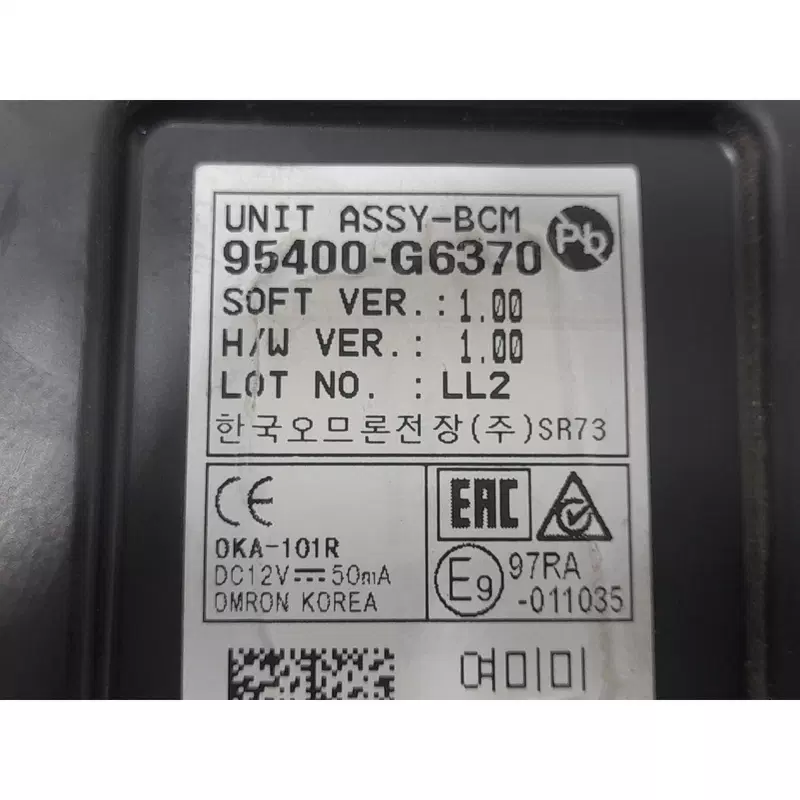 UNIT ASSY-BCM
Pb
95400-G6370
SOFT VER.: 1.00
H/W VER.: 1.00
LOT NO. : LL2
한국오므론전장(주)SR73
CE
EAC
OKA-101R
DC12V⎓50mA
OMRON KOREA
E9
97RA
-011035
여미미